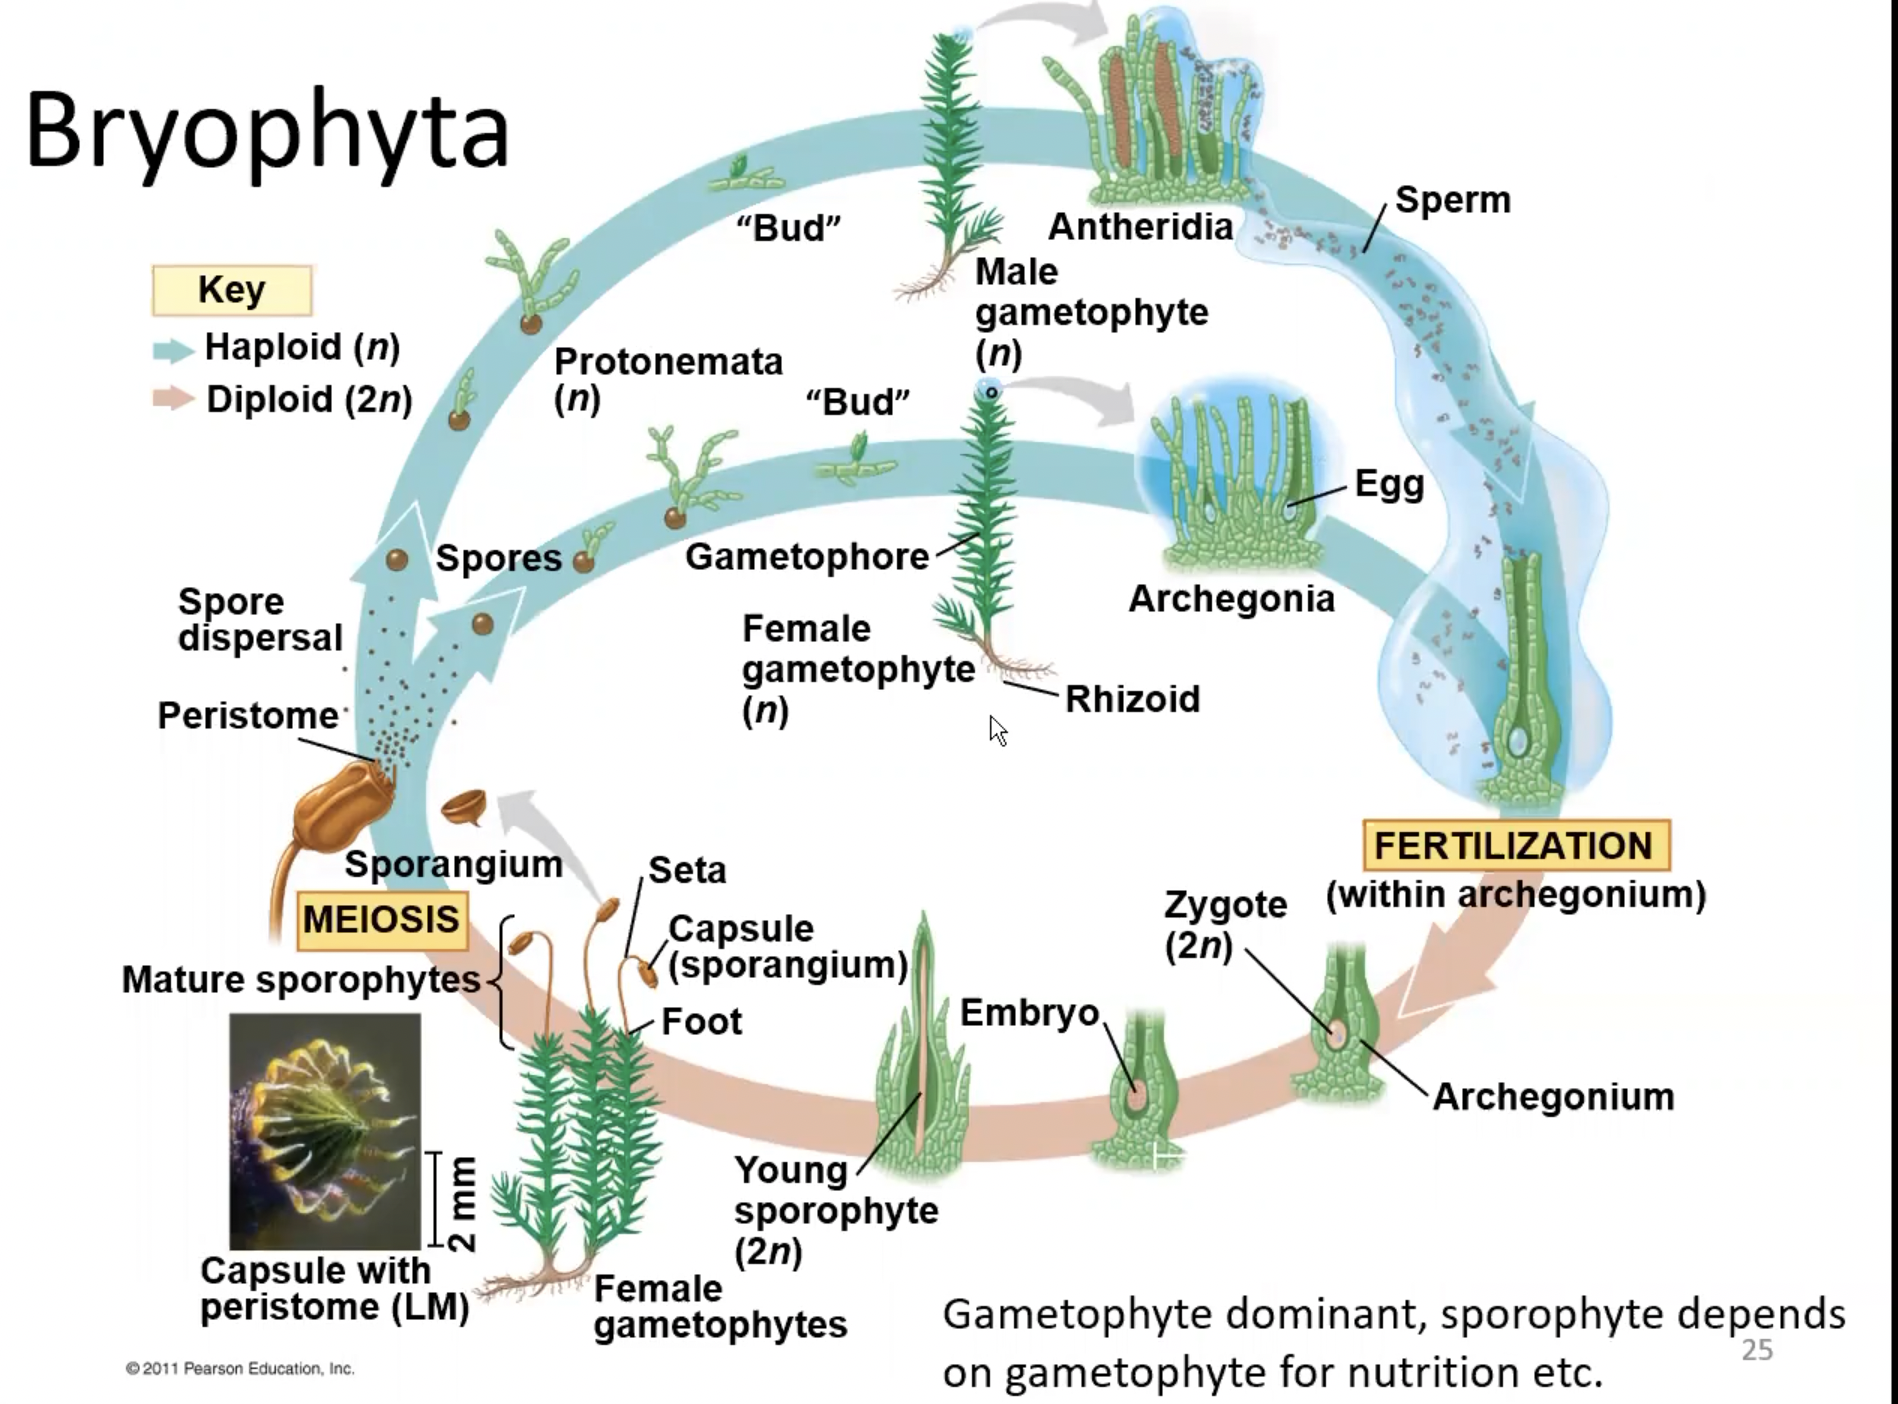 Bryophyta
Key
Haploid (n)
Diploid (2n)
“Bud”
Antheridia
Sperm
Male
gametophyte
(n)
Protonemata
(n)
“Bud”
Egg
Spores
Gametophore
Archegonia
Spore
dispersal
Female
gametophyte
(n)
Rhizoid
Peristome
FERTILIZATION
(within archegonium)
Sporangium
Seta
MEIOSIS
Capsule
(sporangium)
Zygote
(2n)
Mature sporophytes
Foot
Embryo
Archegonium
Young
sporophyte
(2n)
2 mm
Capsule with
peristome (LM)
Female
gametophytes
Gametophyte dominant, sporophyte depends
on gametophyte for nutrition etc.
25
© 2011 Pearson Education, Inc.